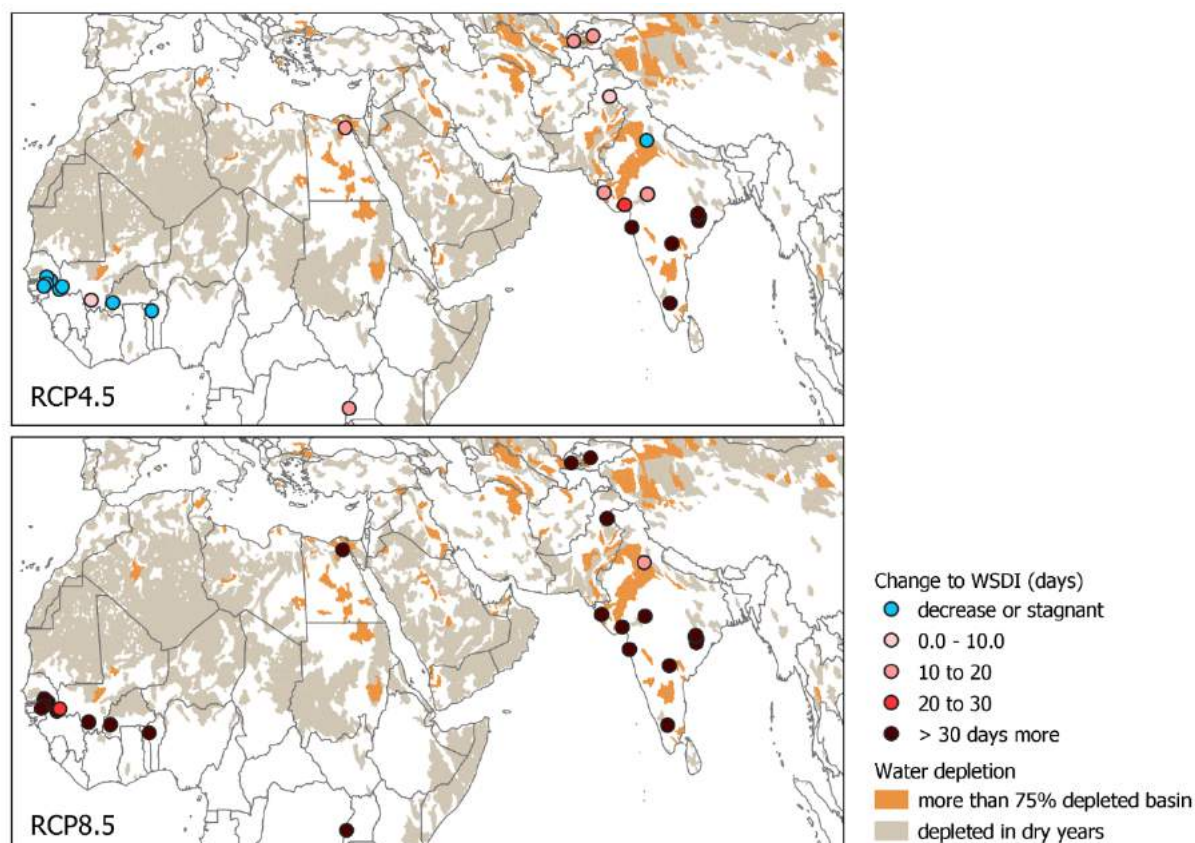 RCP4.5
RCP8.5
Change to WSDI (days)
decrease or stagnant
0.0 - 10.0
10 to 20
20 to 30
> 30 days more
Water depletion
more than 75% depleted basin
depleted in dry years